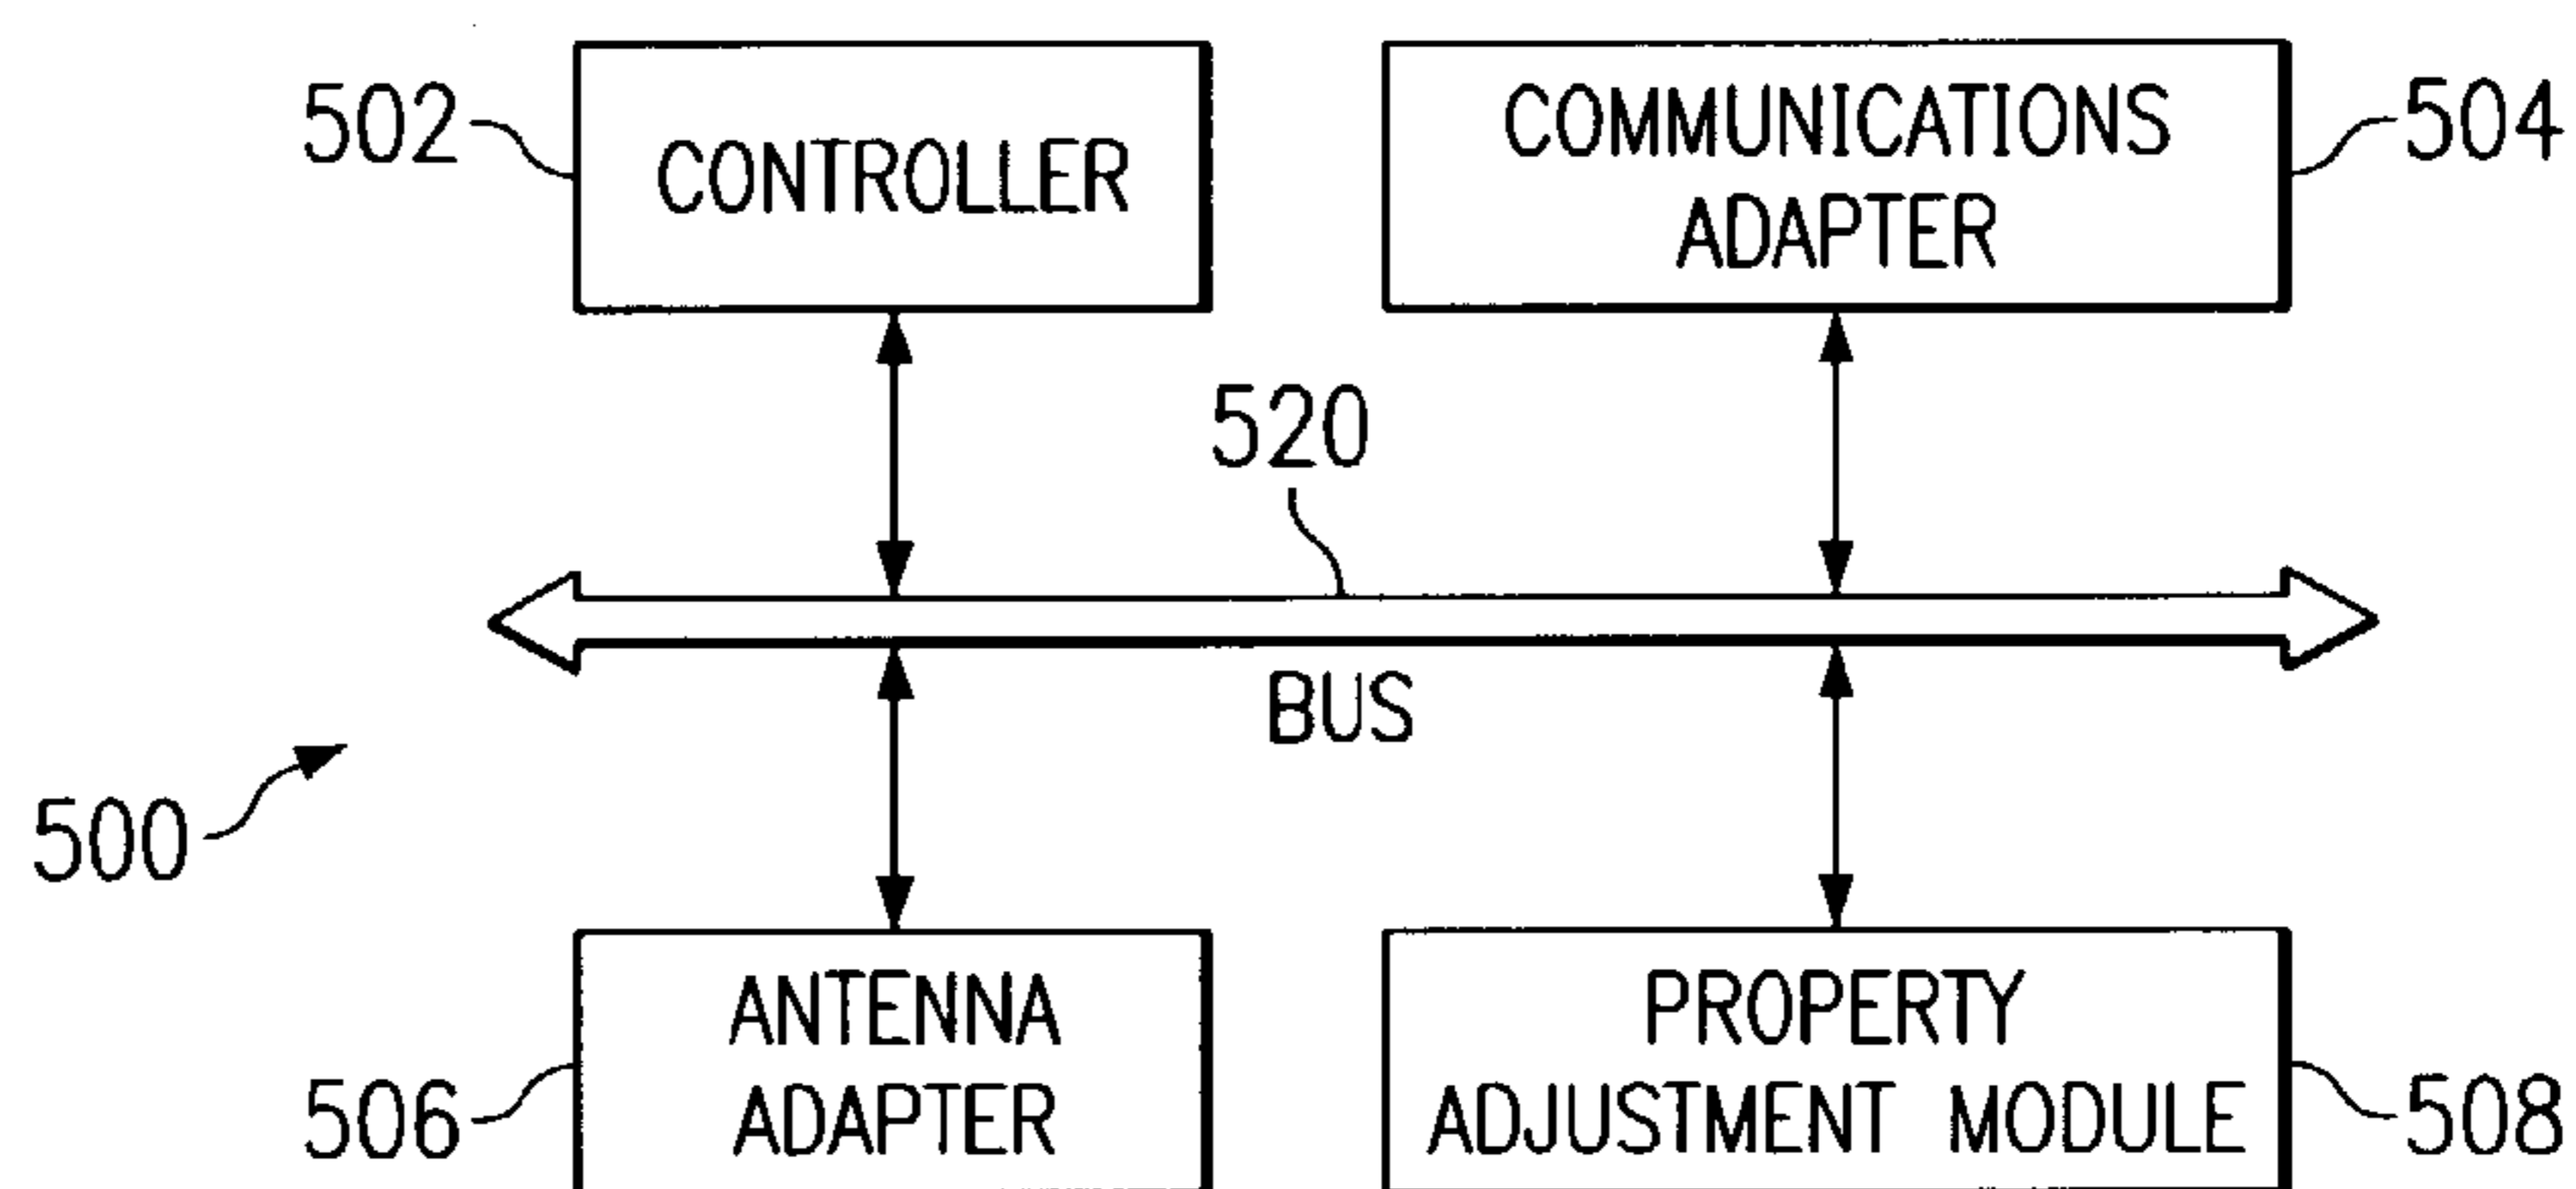 502
CONTROLLER
COMMUNICATIONS
ADAPTER
504
520
BUS
500
506
ANTENNA
ADAPTER
PROPERTY
ADJUSTMENT MODULE
508